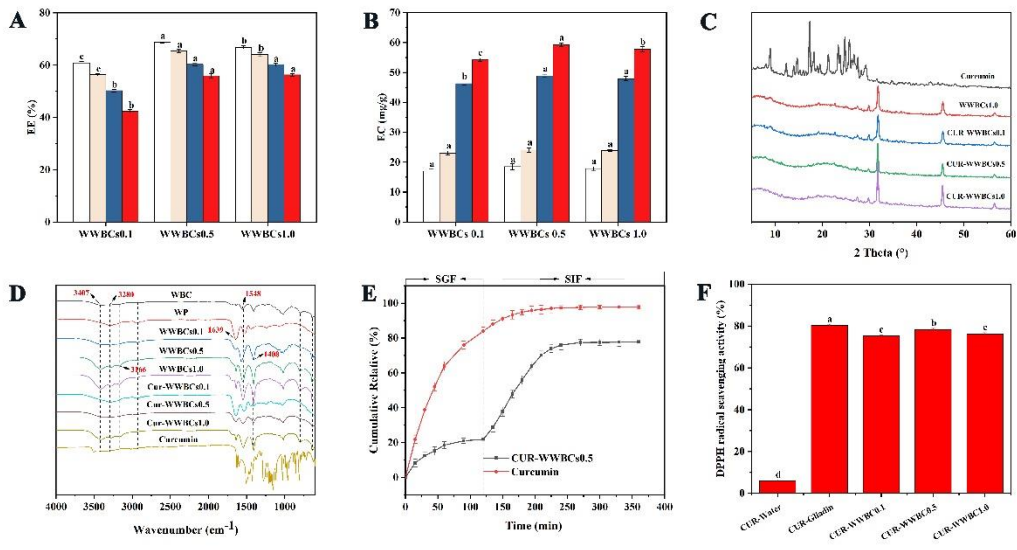 A
EE (%)
80
60
40
20
0
c c b b
a a a a
b b a a
WWBCs0.1 WWBCs0.5 WWBCs1.0
B
EC (mg/g)
70
60
50
40
30
20
10
0
a a b c
a a a a
a a a b
WWBCs 0.1 WWBCs 0.5 WWBCs 1.0
C
Curcumin
WWBCs1.0
CUR-WWBCs0.1
CUR-WWBCs0.5
CUR-WWBCs1.0
10 20 30 40 50 60
2 Theta (°)
D
3407 3280 1548
WBC
WP
WWBCs0.1 1639
WWBCs0.5 1400
WWBCs1.0
3166
Cur-WWBCs0.1
Cur-WWBCs0.5
Cur-WWBCs1.0
Curcumin
4000 3500 3000 2500 2000 1500 1000
Wavenumber (cm-1)
E
SGF SIF
Cumulative Relative (%)
100
80
60
40
20
0
CUR-WWBCs0.5
Curcumin
0 50 100 150 200 250 300 350 400
Time (min)
F
DPPH radical scavenging activity (%)
100
80
60
40
20
0
d a c b c
CUR-Water CUR-Gliadin CUR-WWBC0.1 CUR-WWBC0.5 CUR-WWBC1.0